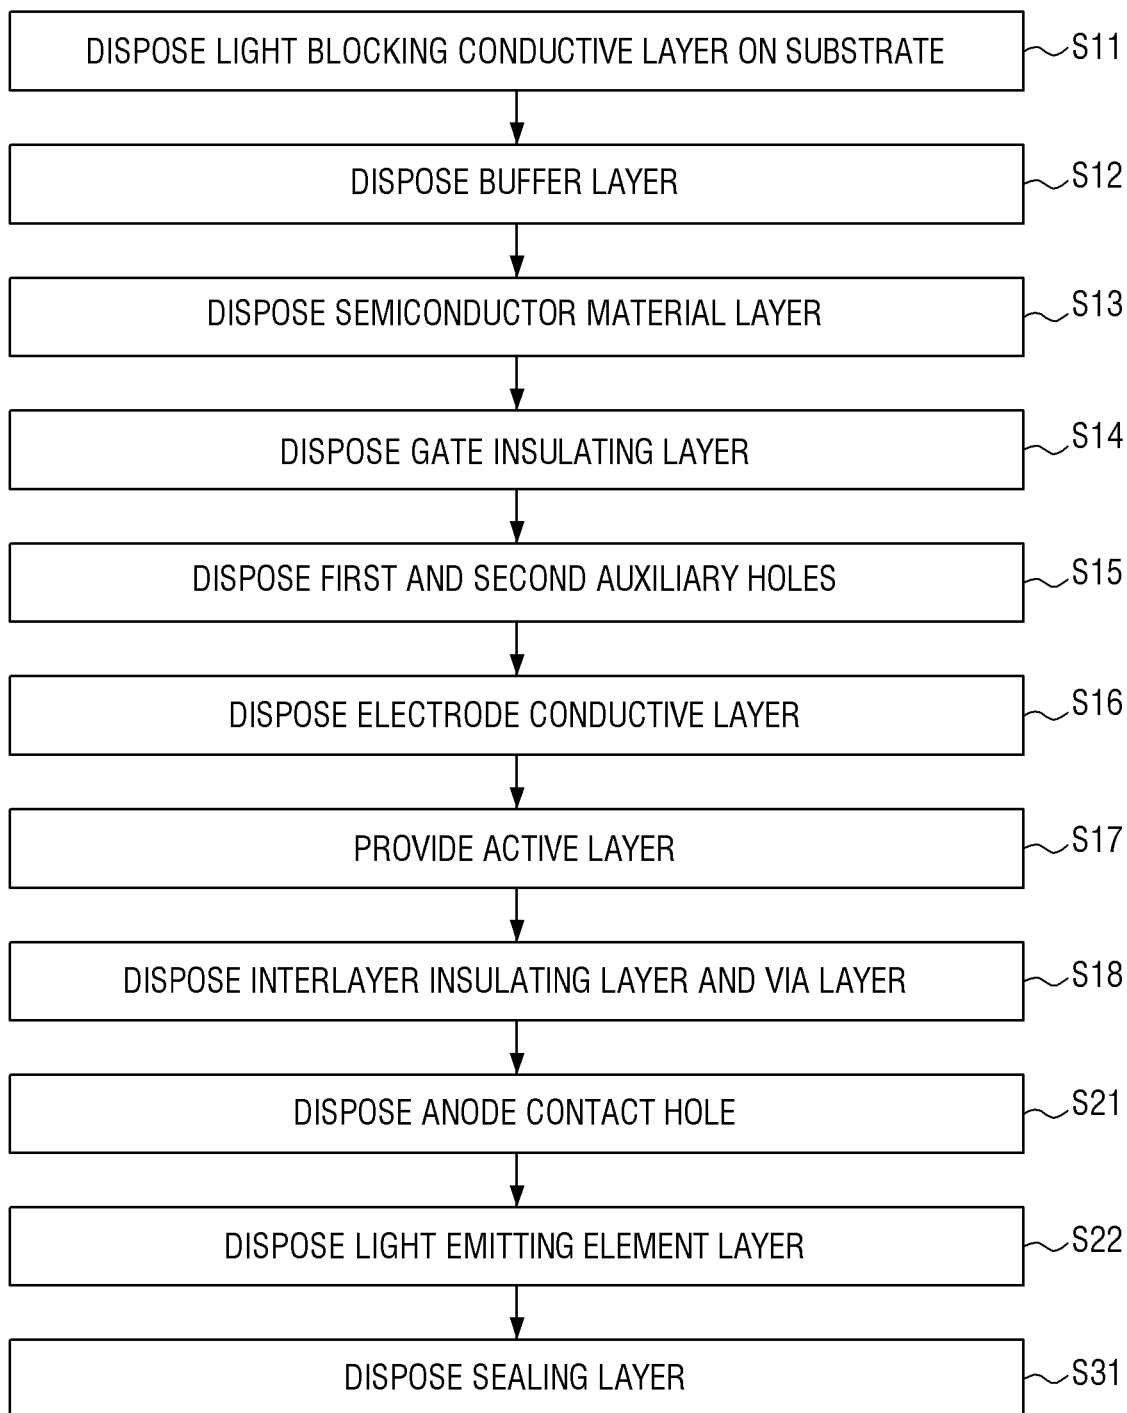 DISPOSE LIGHT BLOCKING CONDUCTIVE LAYER ON SUBSTRATE S11
DISPOSE BUFFER LAYER S12
DISPOSE SEMICONDUCTOR MATERIAL LAYER S13
DISPOSE GATE INSULATING LAYER S14
DISPOSE FIRST AND SECOND AUXILIARY HOLES S15
DISPOSE ELECTRODE CONDUCTIVE LAYER S16
PROVIDE ACTIVE LAYER S17
DISPOSE INTERLAYER INSULATING LAYER AND VIA LAYER S18
DISPOSE ANODE CONTACT HOLE S21
DISPOSE LIGHT EMITTING ELEMENT LAYER S22
DISPOSE SEALING LAYER S31